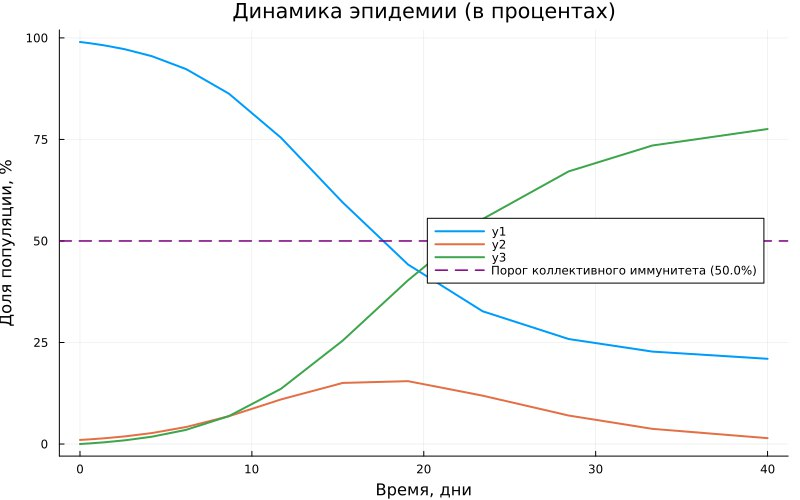 Динамика эпидемии (в процентах)
Доля популяции, %
100
75
50
25
0
y1
y2
y3
Порог коллективного иммунитета (50.0%)
0
10
20
30
40
Время, дни